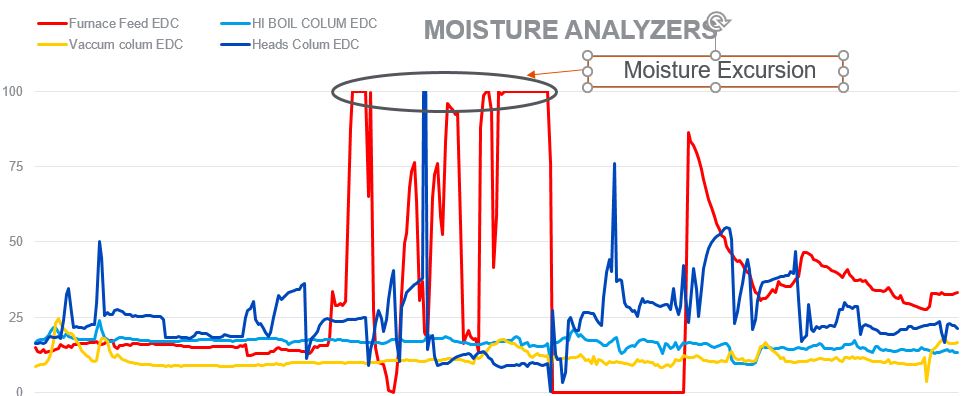 Furnace Feed EDC
HI BOIL COLUM EDC
Vaccum colum EDC
Heads Colum EDC
MOISTURE ANALYZERS
Moisture Excursion
100
75
50
25
0